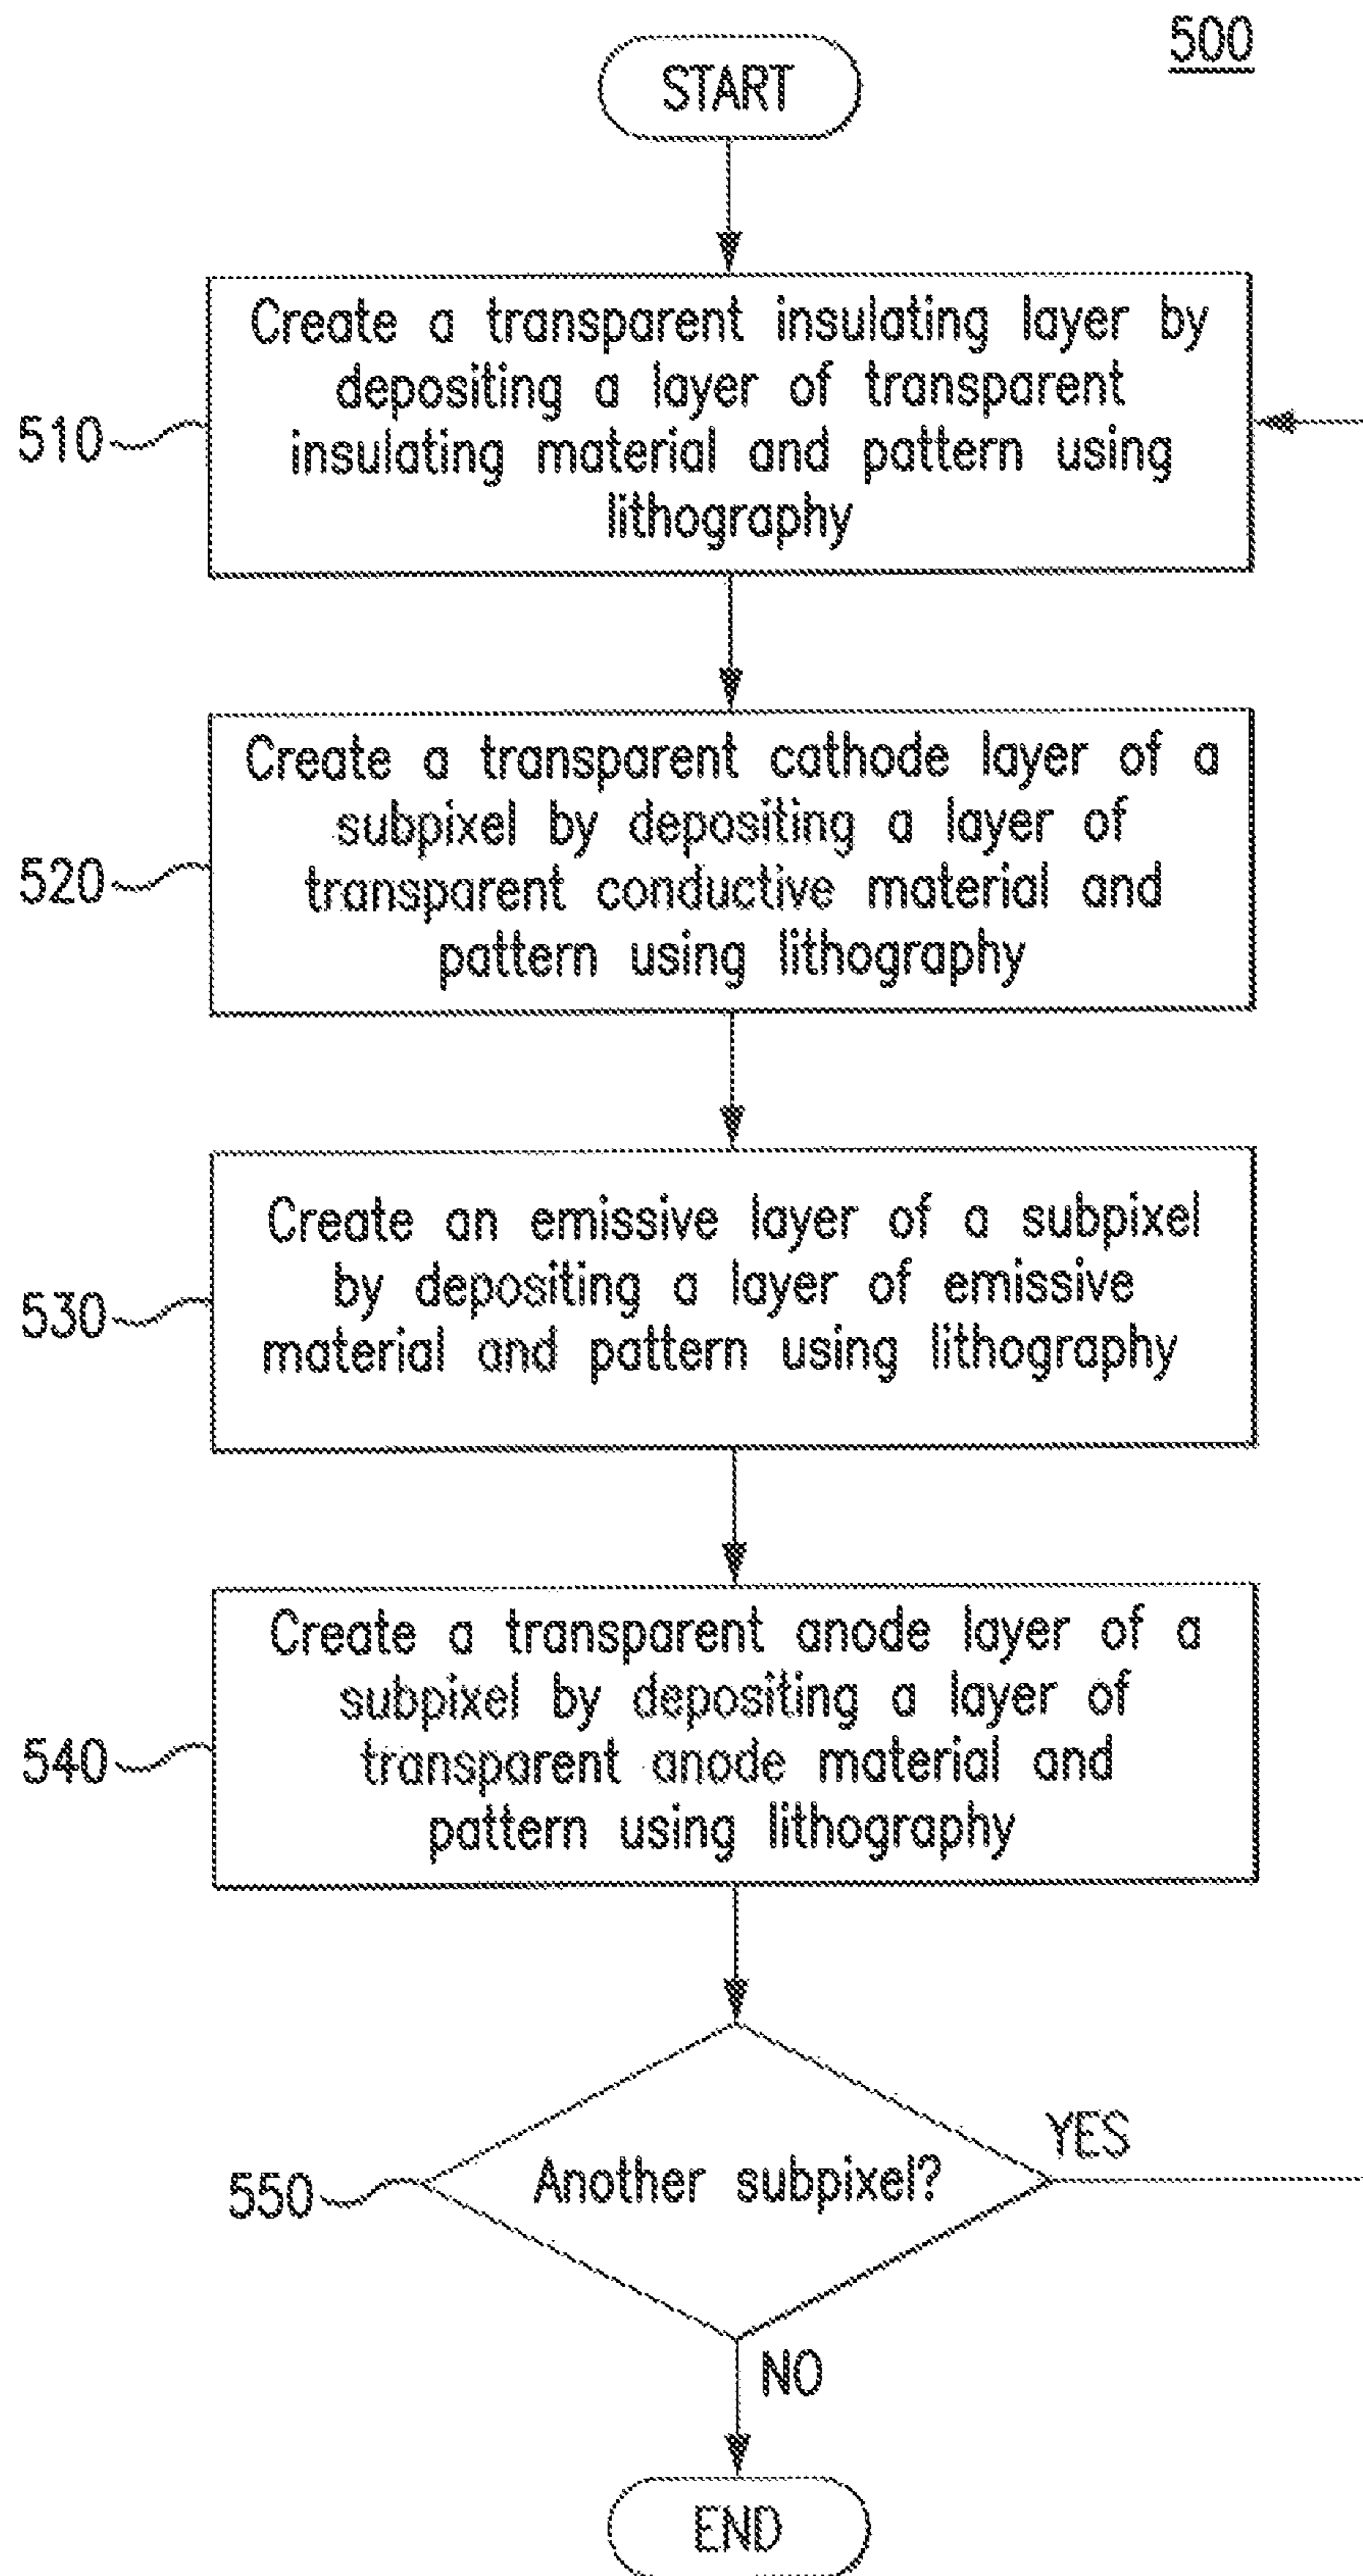 500
START
Create a transparent insulating layer by
depositing a layer of transparent
insulating material and pattern using
lithography
510
Create a transparent cathode layer of a
subpixel by depositing a layer of
transparent conductive material and
pattern using lithography
520
Create an emissive layer of a subpixel
by depositing a layer of emissive
material and pattern using lithography
530
Create a transparent anode layer of a
subpixel by depositing a layer of
transparent anode material and
pattern using lithography
540
Another subpixel?
550
YES
NO
END